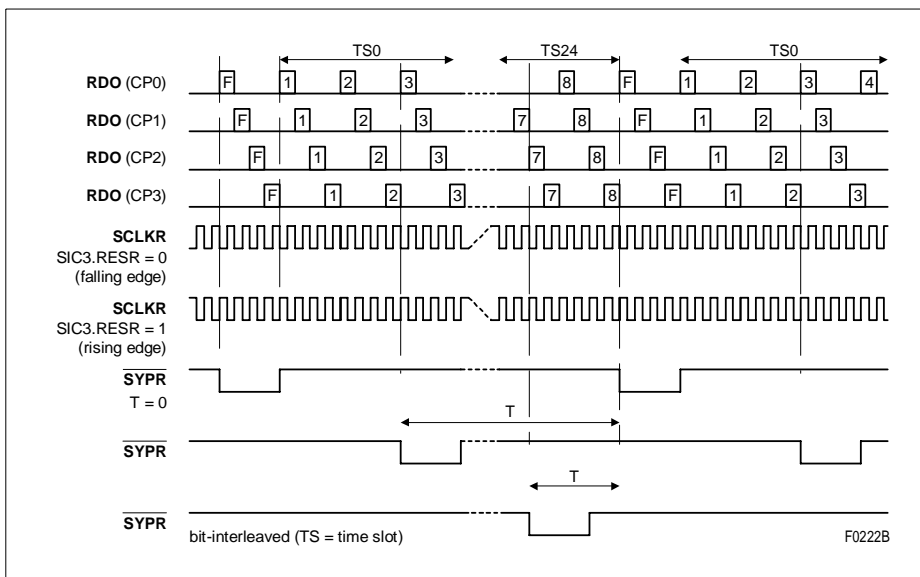 TS0 TS24 TS0
RDO (CP0) F 1 2 3 8 F 1 2 3 4
RDO (CP1) F 1 2 3 7 8 F 1 2 3
RDO (CP2) F 1 2 3 7 8 F 1 2 3
RDO (CP3) F 1 2 3 7 8 F 1 2 3
SCLKR
SIC3.RESR = 0
(falling edge)
SCLKR
SIC3.RESR = 1
(rising edge)
SYPR
T = 0
T
SYPR
T
SYPR
bit-interleaved (TS = time slot) F0222B